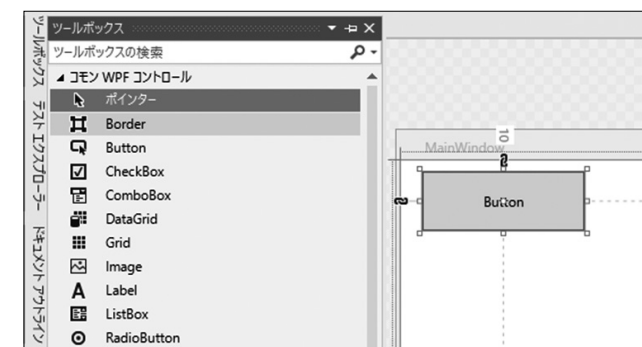 ツールボックス
ツールボックスの検索
コモン WPF コントロール
ポインター
Border
Button
CheckBox
ComboBox
DataGrid
Grid
Image
Label
ListBox
RadioButton
ツールボックス
テスト エクスプローラー
ドキュメント アウトライン
10
MainWindow
Button